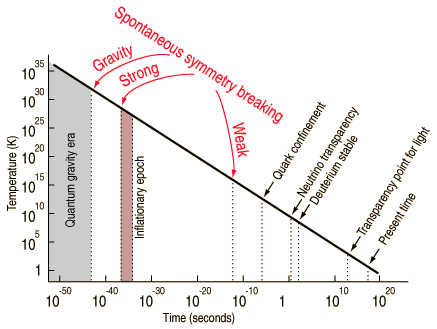 Spontaneous symmetry breaking
Gravity
Strong
Weak
Quark confinement
Neutrino transparency
Deuterium stable
Transparency point for light
Present time
Quantum gravity era
Inflationary epoch
Temperature (K)
10^35
10^30
10^25
10^20
10^15
10^10
10^5
1
10^-50
10^-40
10^-30
10^-20
10^-10
1
10^10
10^20
Time (seconds)